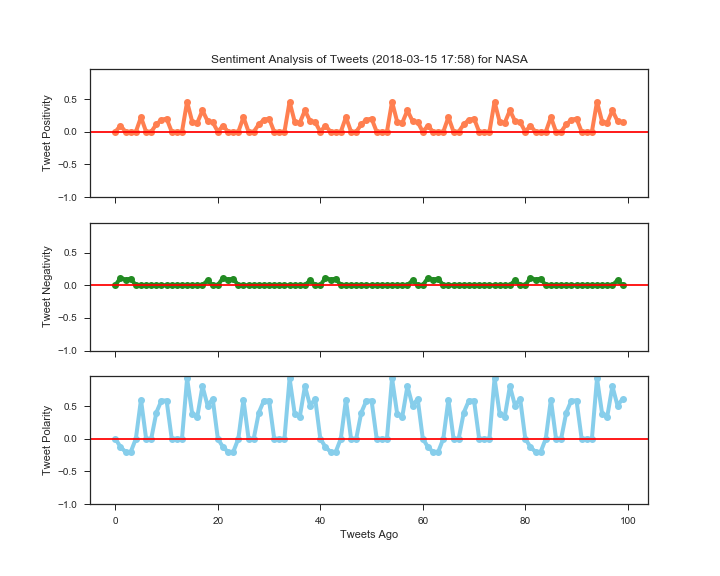 Sentiment Analysis of Tweets (2018-03-15 17:58) for NASA
Tweet Positivity
0.5
0.0
−0.5
−1.0
Tweet Negativity
0.5
0.0
−0.5
−1.0
Tweet Polarity
0.5
0.0
−0.5
−1.0
0 20 40 60 80 100
Tweets Ago